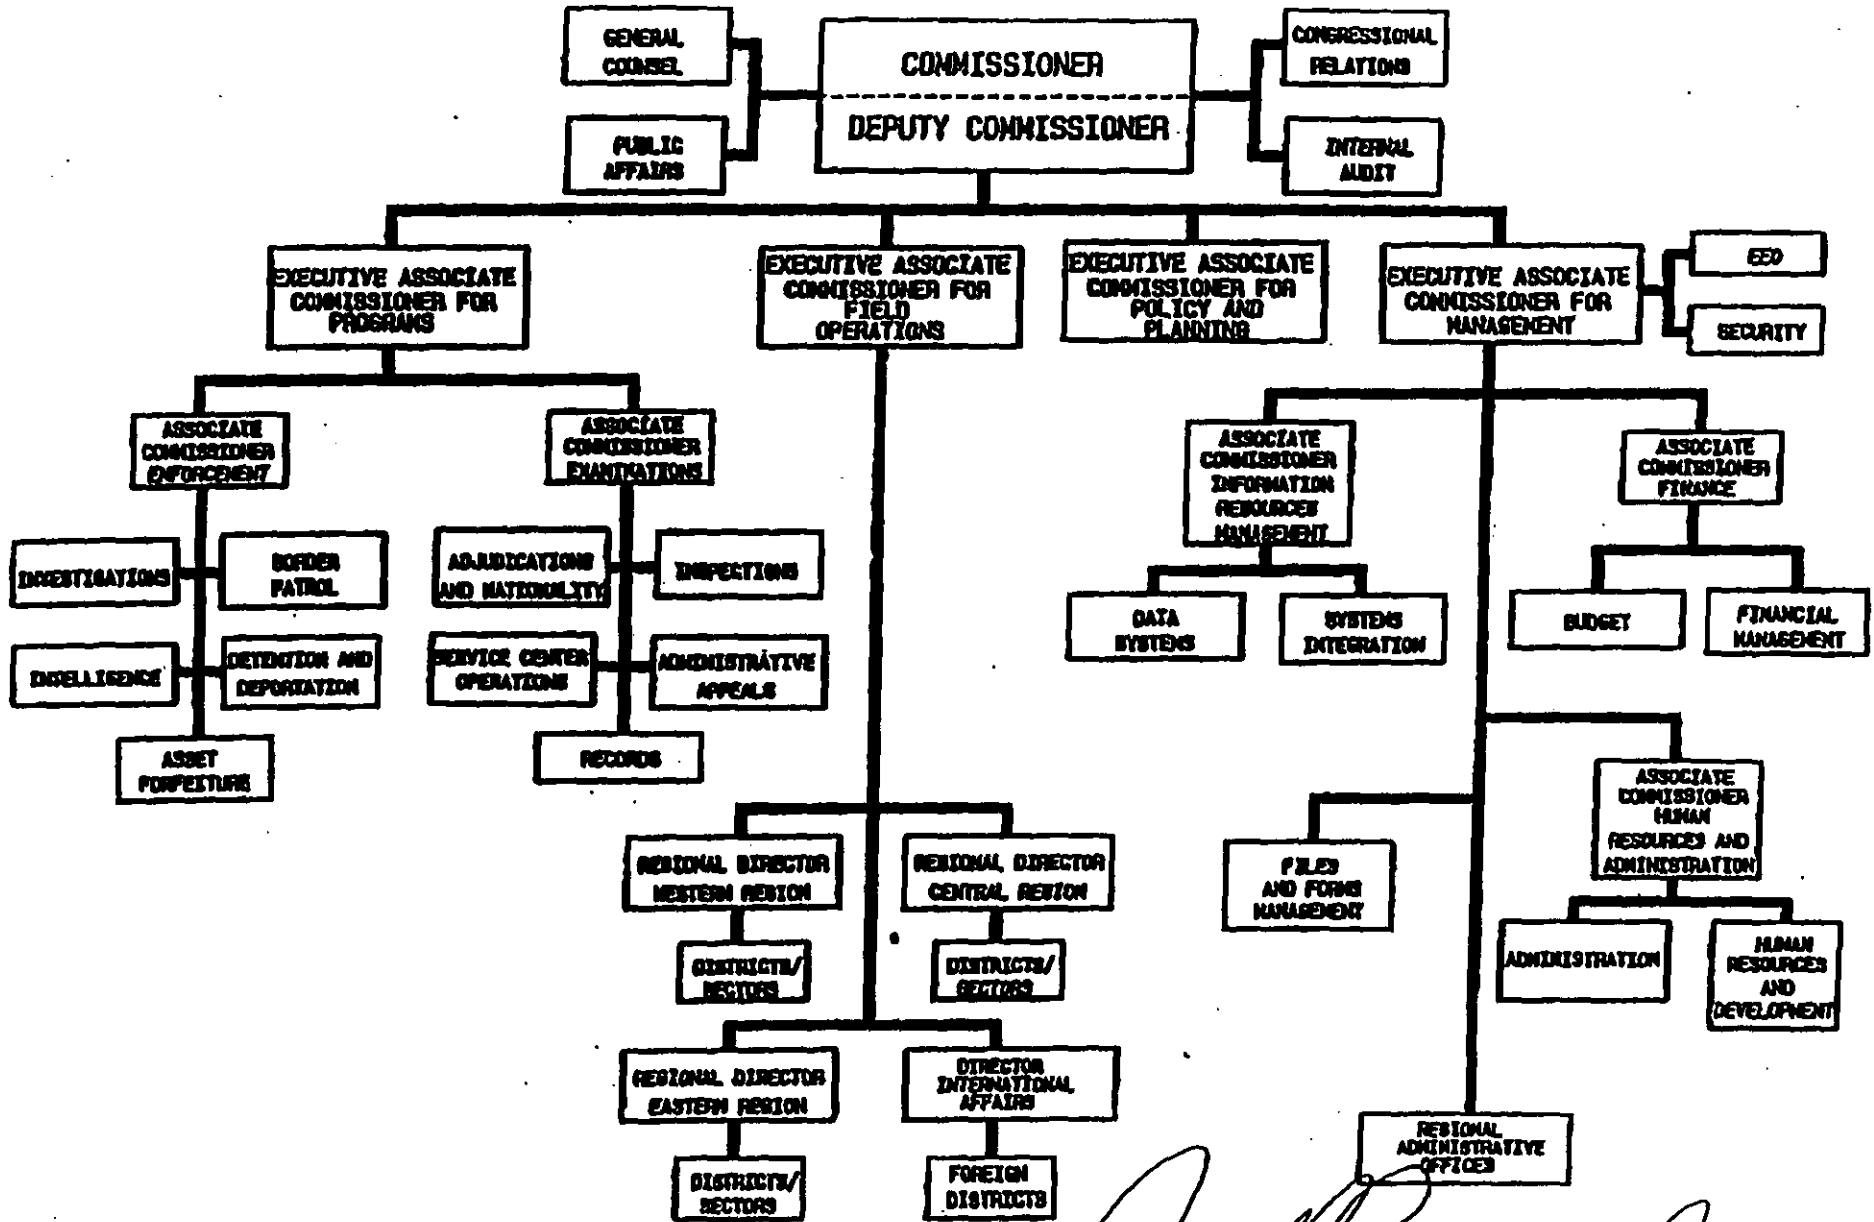 GENERAL
COUNSEL
COMMISSIONER
DEPUTY COMMISSIONER
CONGRESSIONAL
RELATIONS
PUBLIC
AFFAIRS
INTERNAL
AUDIT
EXECUTIVE ASSOCIATE
COMMISSIONER FOR
PROGRAMS
EXECUTIVE ASSOCIATE
COMMISSIONER FOR
FIELD
OPERATIONS
EXECUTIVE ASSOCIATE
COMMISSIONER FOR
POLICY AND
PLANNING
EXECUTIVE ASSOCIATE
COMMISSIONER FOR
MANAGEMENT
EEO
SECURITY
ASSOCIATE
COMMISSIONER
ENFORCEMENT
ASSOCIATE
COMMISSIONER
EXAMINATIONS
ASSOCIATE
COMMISSIONER
INFORMATION
RESOURCES
MANAGEMENT
ASSOCIATE
COMMISSIONER
FINANCE
INVESTIGATIONS
BORDER
PATROL
ADJUDICATIONS
AND NATIONALITY
INSPECTIONS
DATA
SYSTEMS
SYSTEMS
INTEGRATION
BUDGET
FINANCIAL
MANAGEMENT
INTELLIGENCE
DETENTION AND
DEPORTATION
SERVICE CENTER
OPERATIONS
ADMINISTRATIVE
APPEALS
ASSET
FORFEITURE
RECORDS
ASSOCIATE
COMMISSIONER
HUMAN
RESOURCES AND
ADMINISTRATION
REGIONAL DIRECTOR
WESTERN REGION
REGIONAL DIRECTOR
CENTRAL REGION
FILES
AND FORMS
MANAGEMENT
DISTRICTS/
SECTORS
DISTRICTS/
SECTORS
ADMINISTRATION
HUMAN
RESOURCES
AND
DEVELOPMENT
REGIONAL DIRECTOR
EASTERN REGION
DIRECTOR
INTERNATIONAL
AFFAIRS
DISTRICTS/
SECTORS
FOREIGN
DISTRICTS
REGIONAL
ADMINISTRATIVE
OFFICES